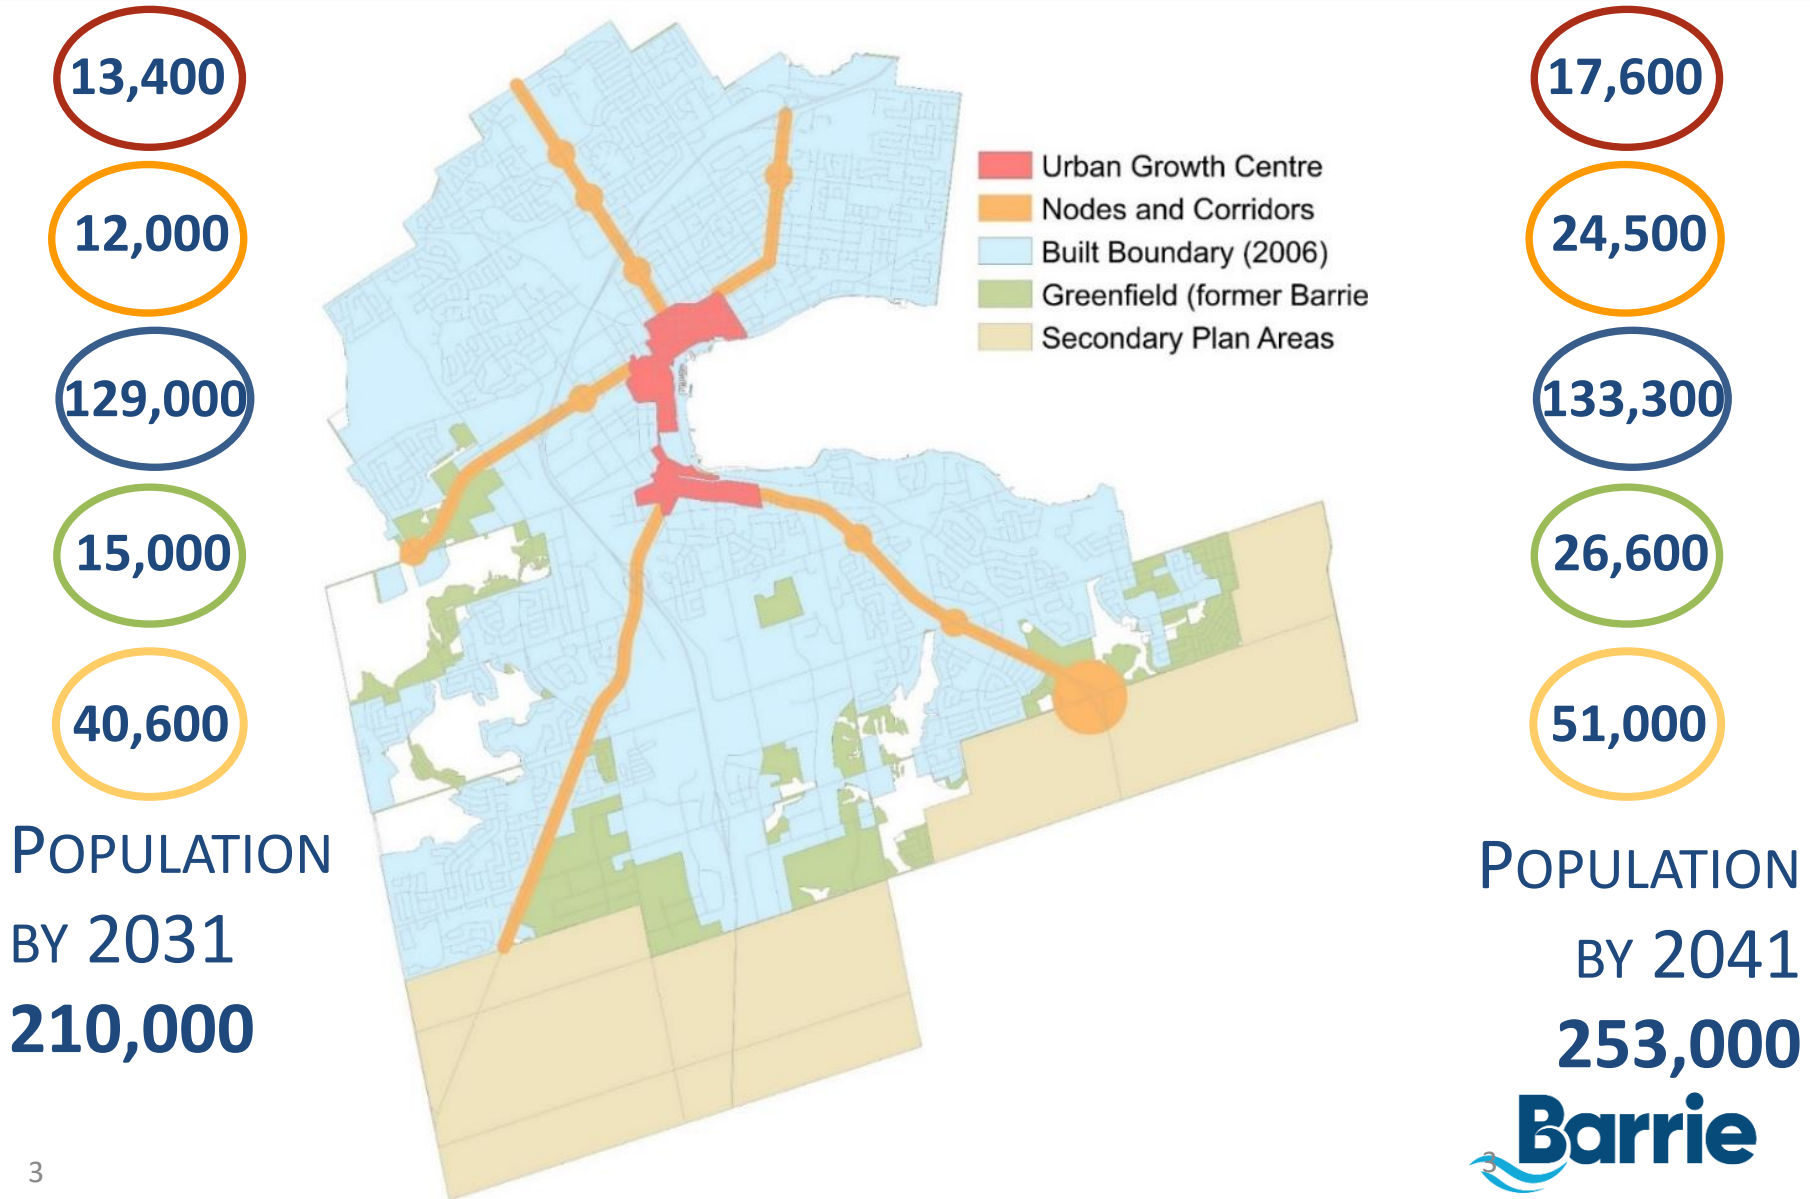 13,400
12,000
129,000
15,000
40,600
POPULATION
BY 2031
210,000
3
Urban Growth Centre
Nodes and Corridors
Built Boundary (2006)
Greenfield (former Barrie
Secondary Plan Areas
17,600
24,500
133,300
26,600
51,000
POPULATION
BY 2041
253,000
Barrie
3